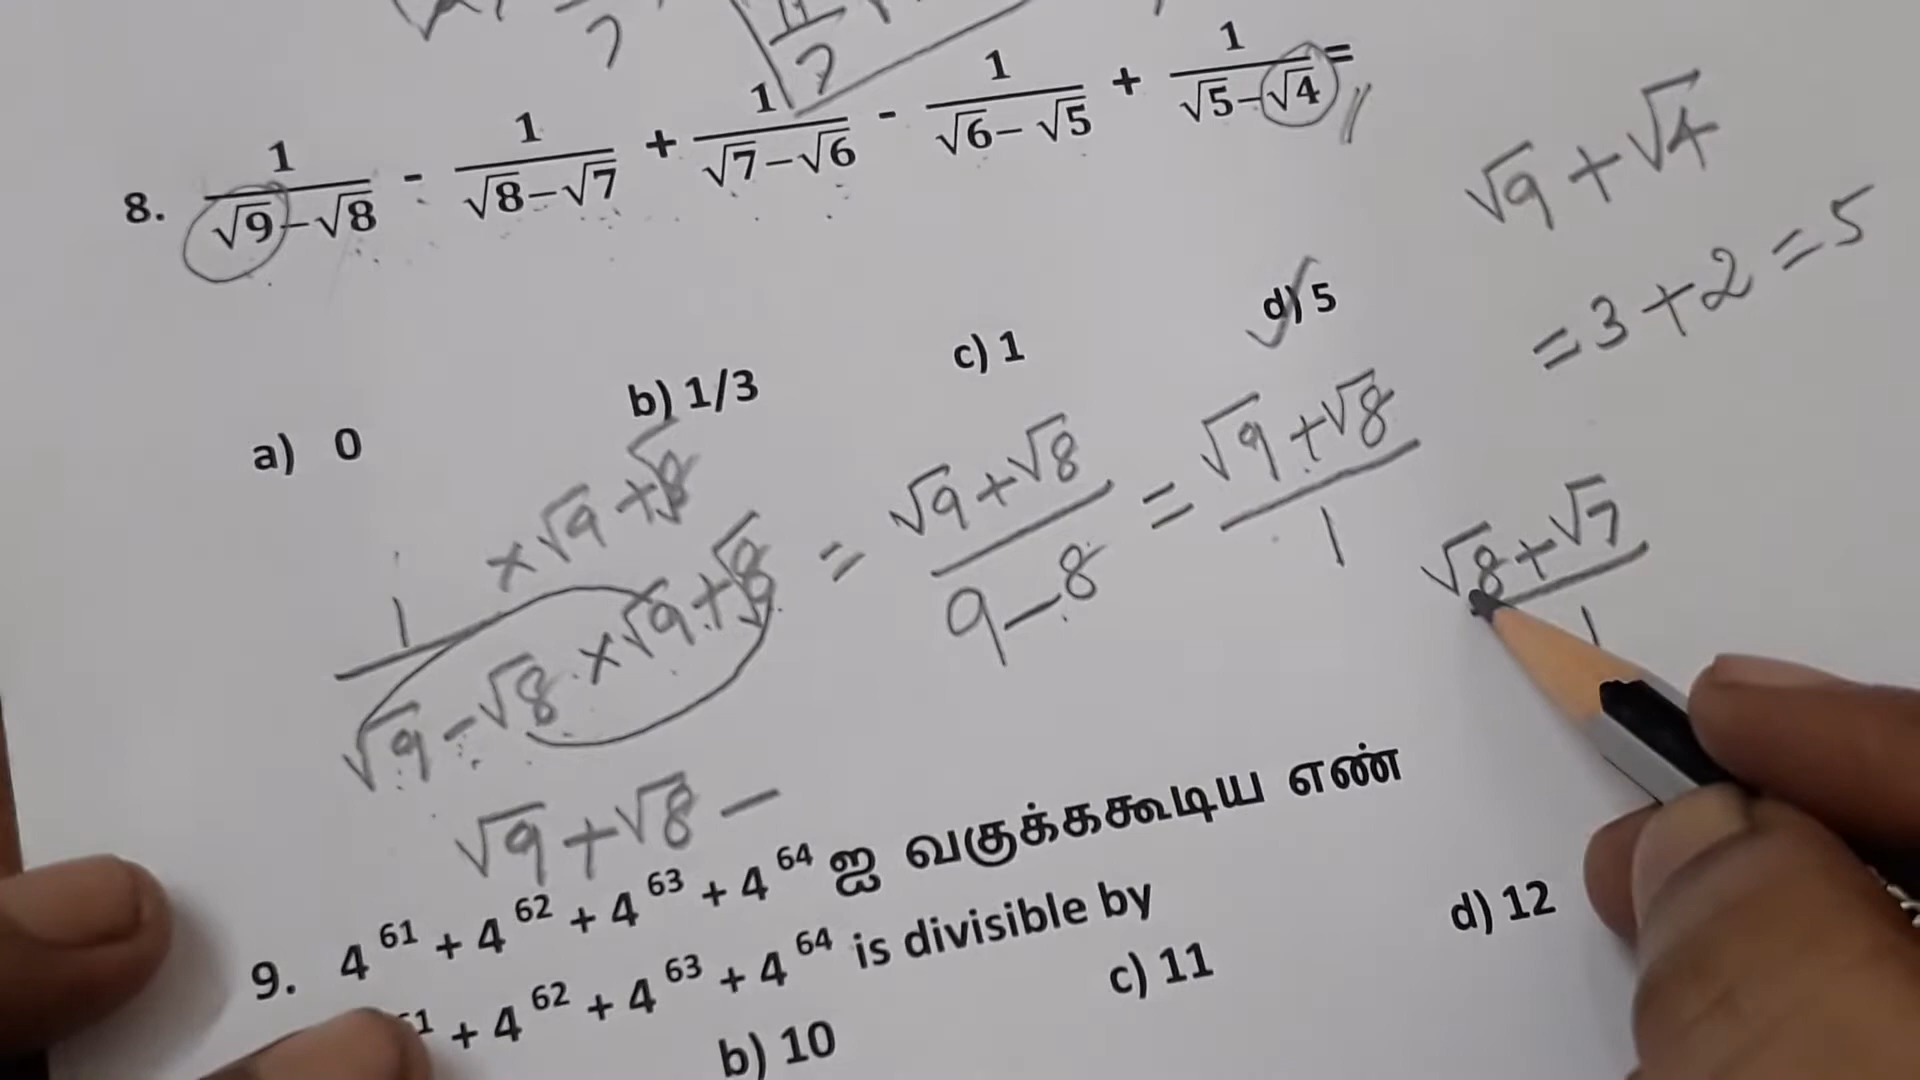 8. 1/(√9−√8) - 1/(√8−√7) + 1/(√7−√6) - 1/(√6−√5) + 1/(√5−√4) =
√9 + √4
= 3 + 2 = 5
a) 0 b) 1/3 c) 1 d) 5
1/(√9 - √8) × (√9 + √8)/(√9 + √8) = (√9 + √8)/(9 - 8) = (√9 + √8)/1
(√8 + √7)/1
√9 + √8 −
9. 4^61 + 4^62 + 4^63 + 4^64 ஐ வகுக்ககூடிய எண்
+ 4^62 + 4^63 + 4^64 is divisible by
b) 10 c) 11 d) 12